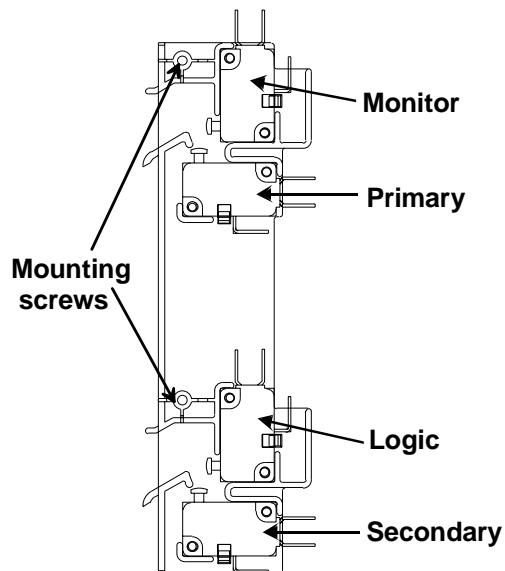 Monitor
Primary
Mounting
screws
Logic
Secondary